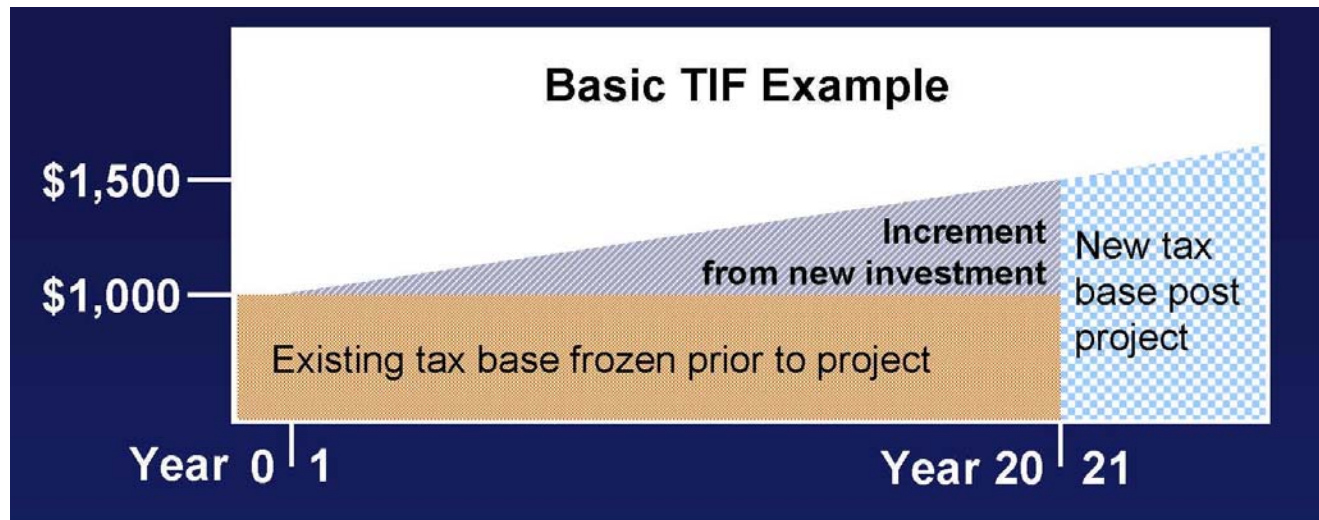 Basic TIF Example
$1,500
Increment
from new investment
New tax
base post
project
$1,000
Existing tax base frozen prior to project
Year 0 1
Year 20 21